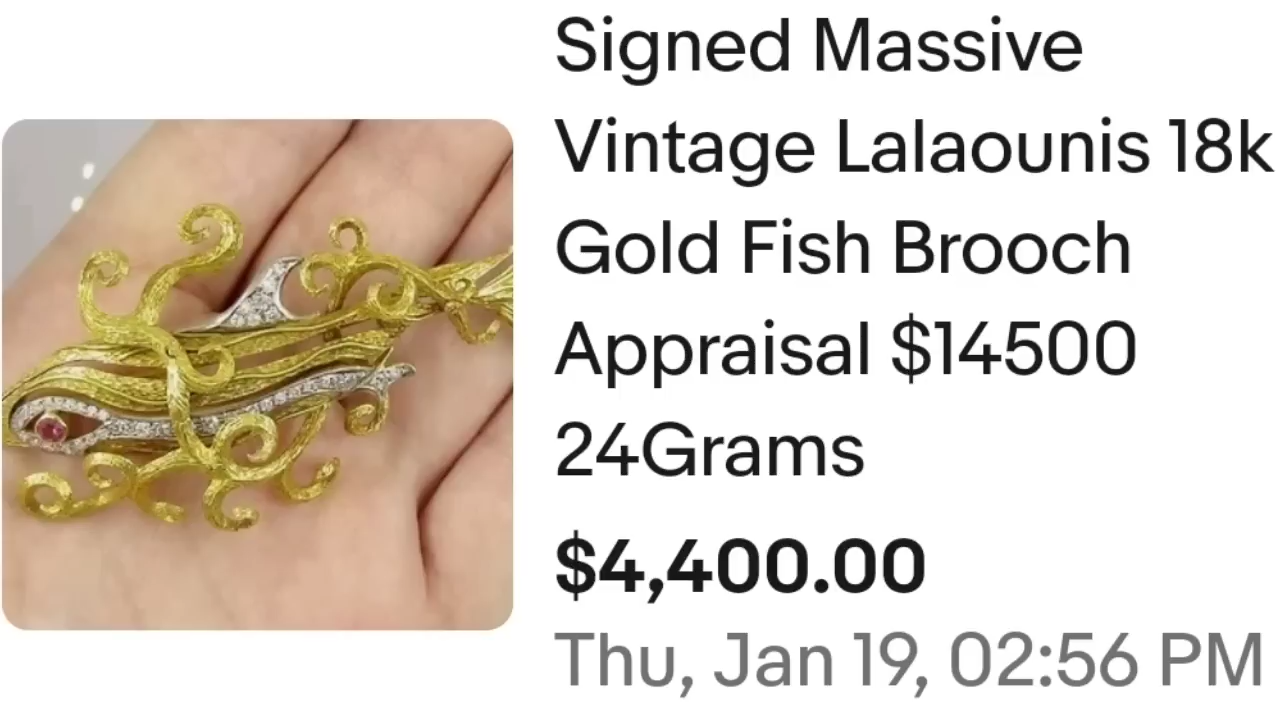 Signed Massive
Vintage Lalaounis 18k
Gold Fish Brooch
Appraisal $14500
24Grams
$4,400.00
Thu, Jan 19, 02:56 PM